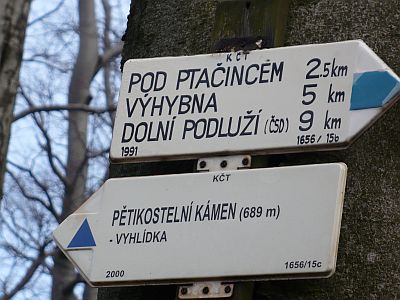 KČT
POD PTAČINCEM 2.5km
VÝHYBNA 5 km
DOLNÍ PODLUŽÍ (ČSD) 9 km
1991 1656 / 15b
KČT
PĚTIKOSTELNÍ KÁMEN (689 m)
- VYHLÍDKA
2000 1656/15c